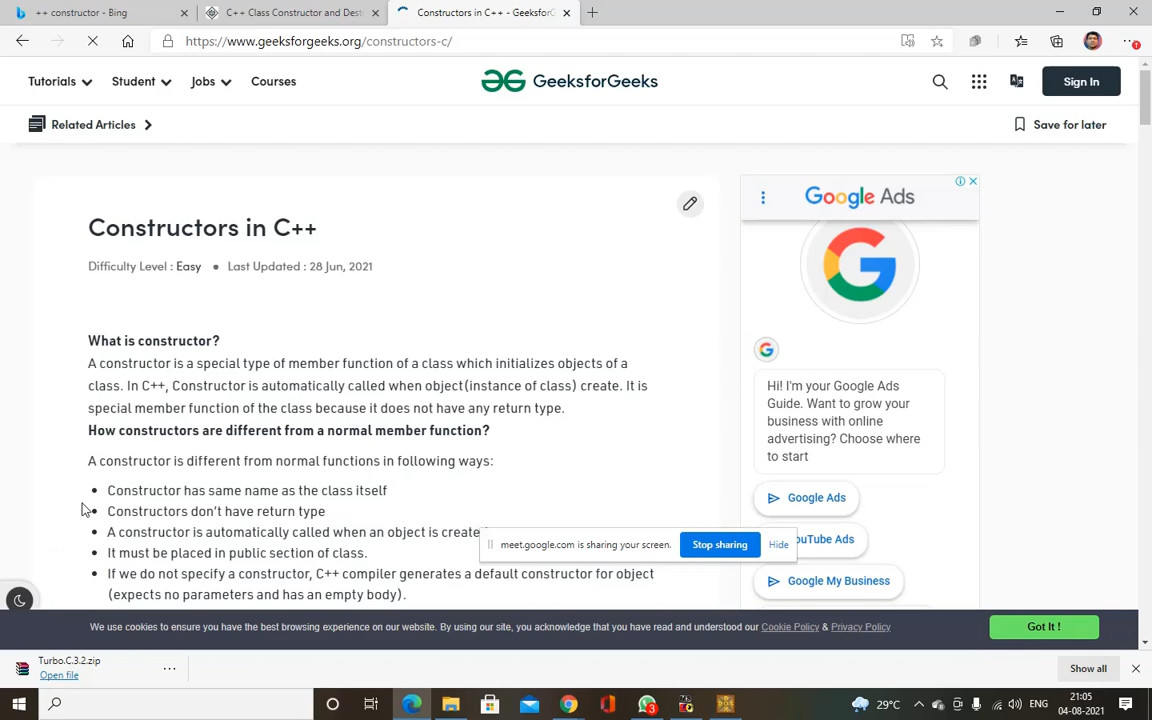 ++ constructor - Bing
C++ Class Constructor and Dest
Constructors in C++ - GeeksforG
https://www.geeksforgeeks.org/constructors-c/
Tutorials
Student
Jobs
Courses
GeeksforGeeks
Sign In
Related Articles
Save for later
Constructors in C++
Difficulty Level : Easy • Last Updated : 28 Jun, 2021
What is constructor?
A constructor is a special type of member function of a class which initializes objects of a
class. In C++, Constructor is automatically called when object(instance of class) create. It is
special member function of the class because it does not have any return type.
How constructors are different from a normal member function?
A constructor is different from normal functions in following ways:
• Constructor has same name as the class itself
• Constructors don't have return type
• A constructor is automatically called when an object is create
• It must be placed in public section of class.
• If we do not specify a constructor, C++ compiler generates a default constructor for object
(expects no parameters and has an empty body).
Google Ads
Hi! I'm your Google Ads
Guide. Want to grow your
business with online
advertising? Choose where
to start
Google Ads
ouTube Ads
Google My Business
meet.google.com is sharing your screen.
Stop sharing
Hide
We use cookies to ensure you have the best browsing experience on our website. By using our site, you acknowledge that you have read and understood our Cookie Policy & Privacy Policy
Got It !
Turbo.C.3.2.zip
Open file
Show all
3
29°C
ENG
21:05
04-08-2021